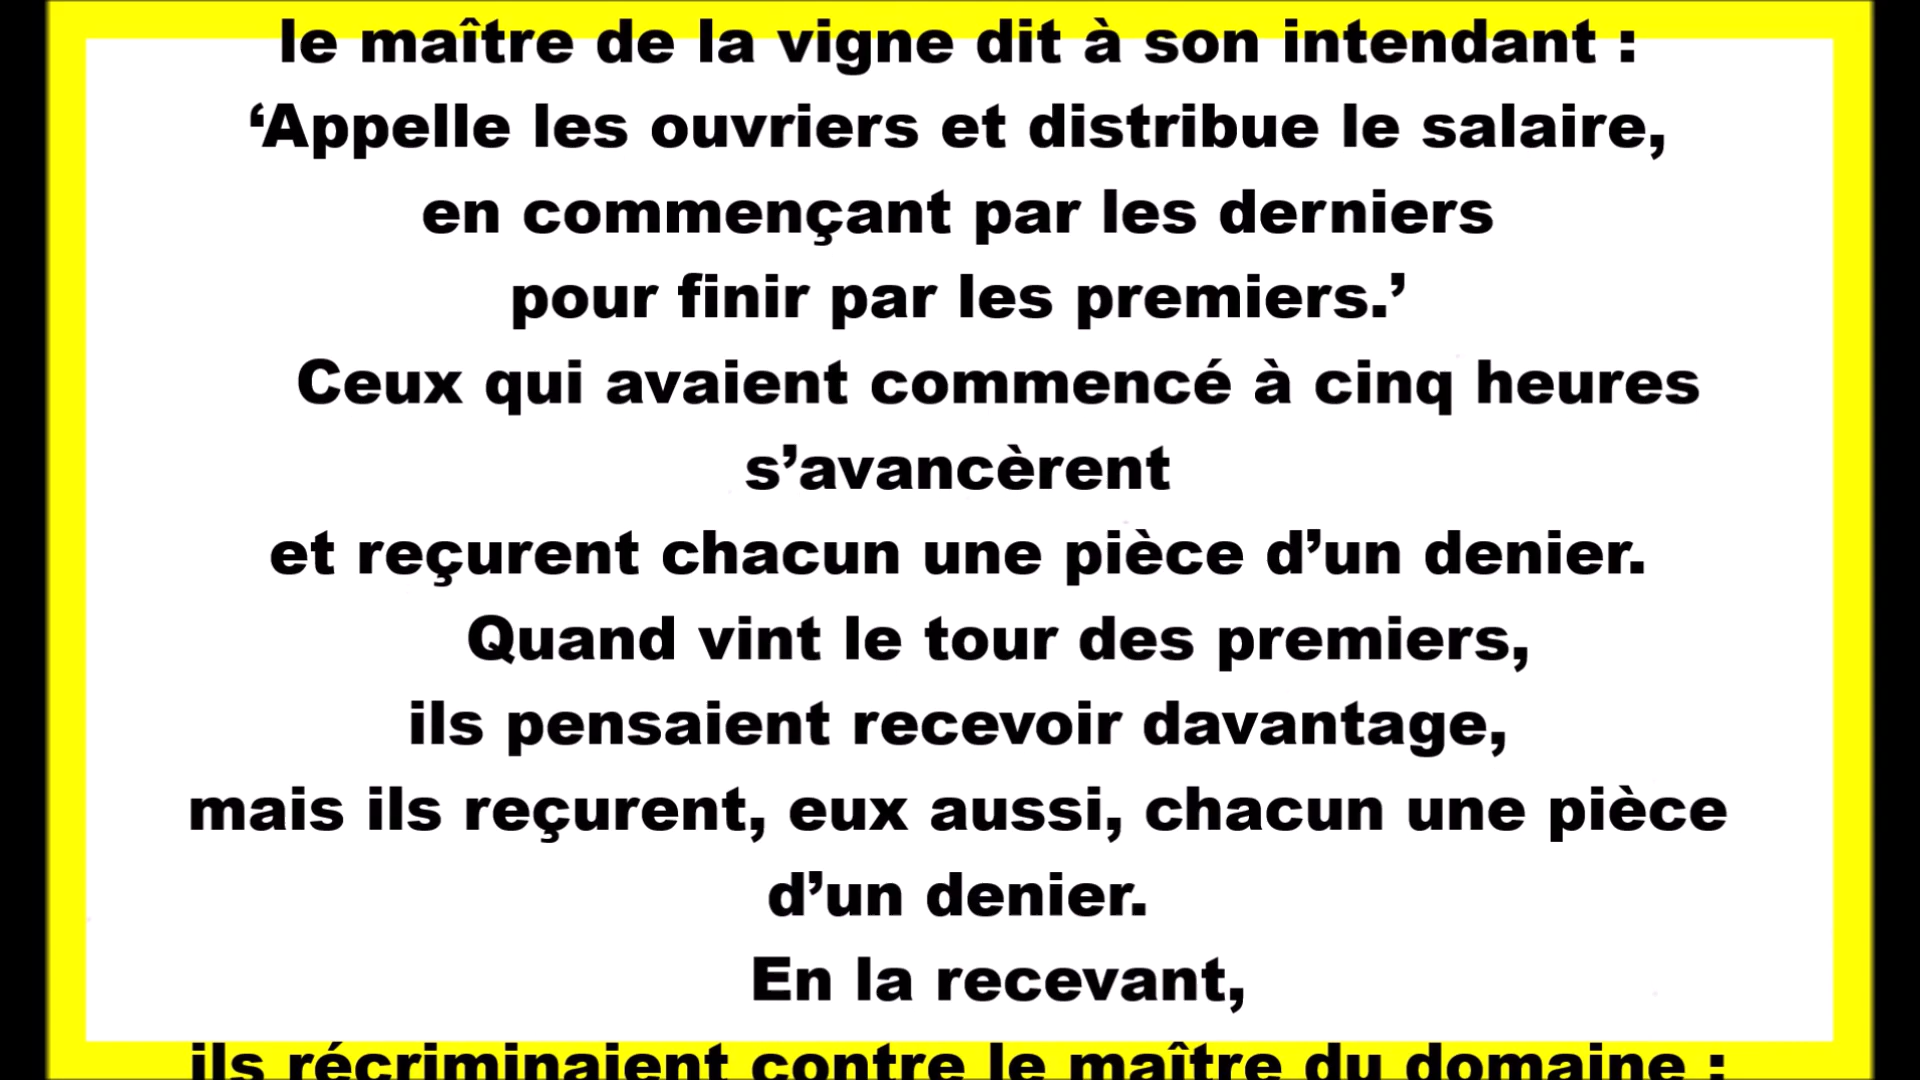 le maître de la vigne dit à son intendant :
‘Appelle les ouvriers et distribue le salaire,
en commençant par les derniers
pour finir par les premiers.’
Ceux qui avaient commencé à cinq heures
s’avancèrent
et reçurent chacun une pièce d’un denier.
Quand vint le tour des premiers,
ils pensaient recevoir davantage,
mais ils reçurent, eux aussi, chacun une pièce
d’un denier.
En la recevant,
ils récriminaient contre le maître du domaine :